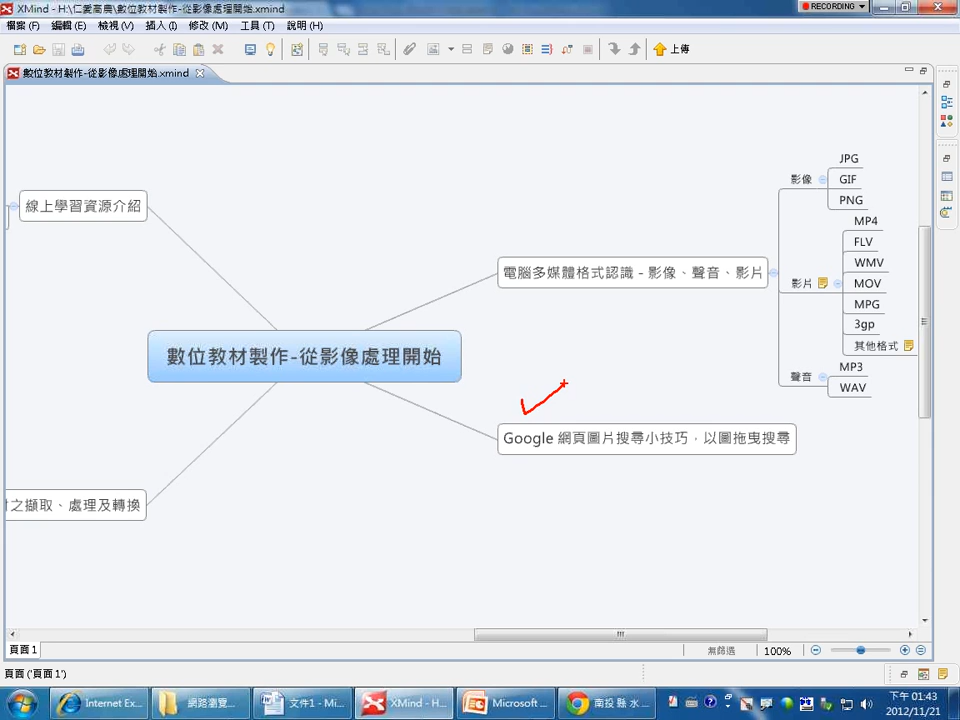 XMind - H:\仁愛高農\數位教材製作-從影像處理開始.xmind
RECORDING
檔案 (F) 編輯 (E) 檢視 (V) 插入 (I) 修改 (M) 工具 (T) 說明 (H)
上傳
數位教材製作-從影像處理開始.xmind
線上學習資源介紹
數位教材製作-從影像處理開始
之擷取、處理及轉換
電腦多媒體格式認識 - 影像、聲音、影片
影像
JPG
GIF
PNG
影片
MP4
FLV
WMV
MOV
MPG
3gp
其他格式
聲音
MP3
WAV
Google 網頁圖片搜尋小技巧，以圖拖曳搜尋
頁面 1
無篩選
100%
頁面 ('頁面 1')
Internet Ex...
網路瀏覽...
文件1 - Mi...
XMind - H...
Microsoft ...
南投縣水...
下午 01:43
2012/11/21